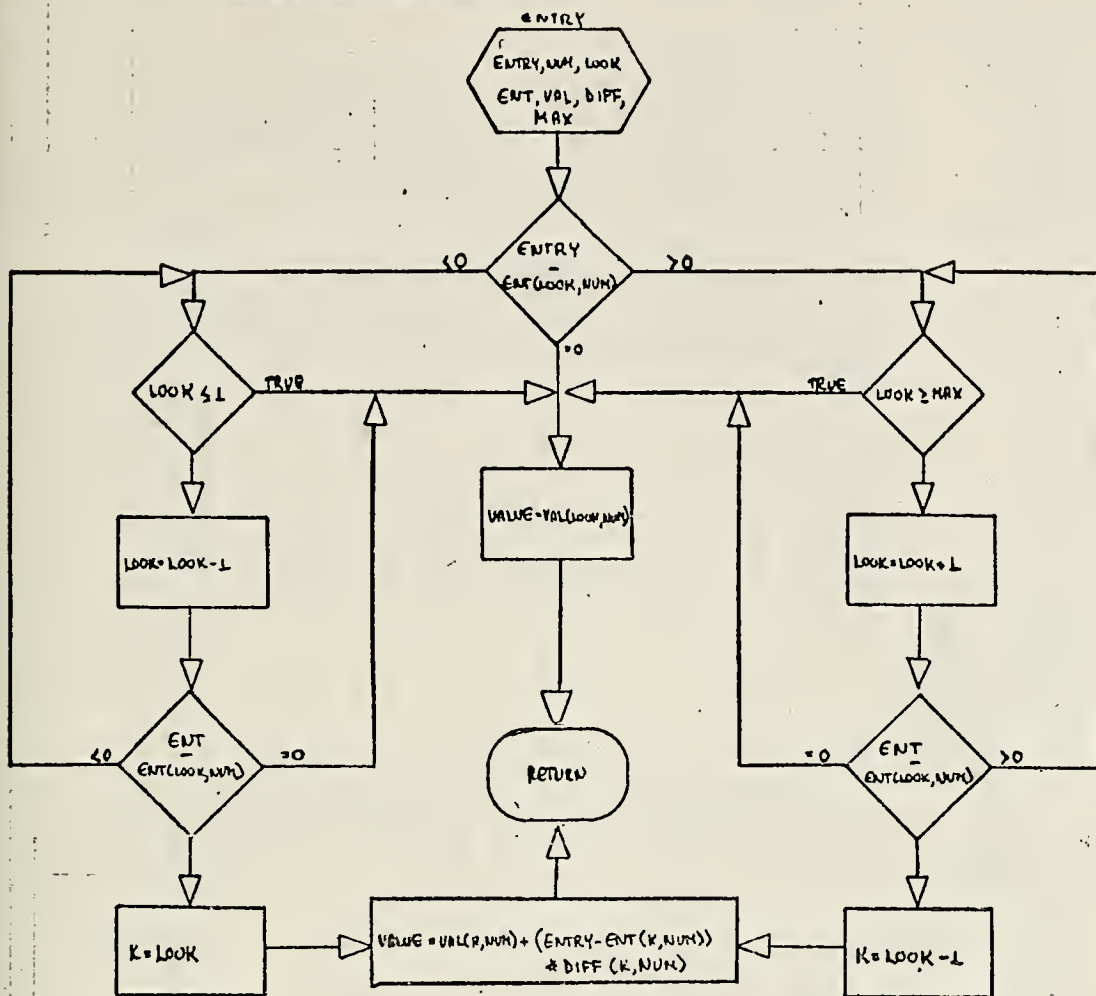 ENTRY
ENTRY, NUM, LOOK
ENT, VAL, DIFF,
MAX
ENTRY
-
ENT(LOOK,NUM)
<0
>0
=0
LOOK ≤ 1
TRUE
TRUE
LOOK ≥ MAX
VALUE=VAL(LOOK,NUM)
LOOK=LOOK-1
LOOK=LOOK+1
ENT
-
ENT(LOOK,NUM)
<0
=0
RETURN
=0
ENT
-
ENT(LOOK,NUM)
>0
K=LOOK
VALUE=VAL(K,NUM)+(ENTRY-ENT(K,NUM))
*DIFF(K,NUM)
K=LOOK-1